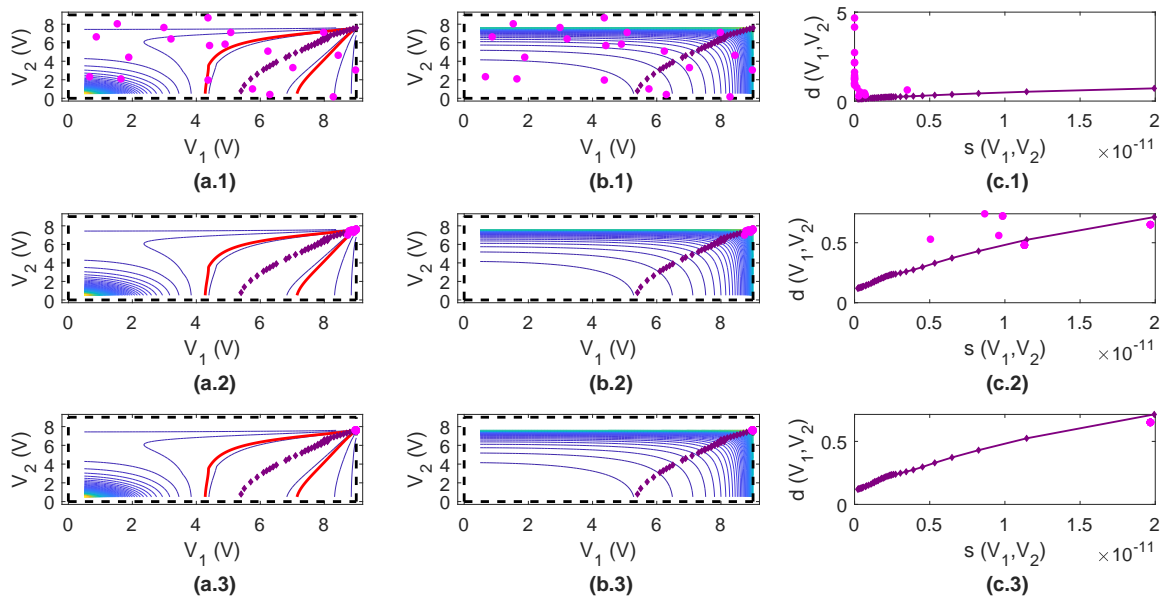 V_2 (V)
8
6
4
2
0
0 2 4 6 8
V_1 (V)
(a.1)
V_2 (V)
8
6
4
2
0
0 2 4 6 8
V_1 (V)
(b.1)
d (V_1,V_2)
5
0
0 0.5 1 1.5 2
s (V_1,V_2) ×10^-11
(c.1)
V_2 (V)
8
6
4
2
0
0 2 4 6 8
V_1 (V)
(a.2)
V_2 (V)
8
6
4
2
0
0 2 4 6 8
V_1 (V)
(b.2)
d (V_1,V_2)
0.5
0
0 0.5 1 1.5 2
s (V_1,V_2) ×10^-11
(c.2)
V_2 (V)
8
6
4
2
0
0 2 4 6 8
V_1 (V)
(a.3)
V_2 (V)
8
6
4
2
0
0 2 4 6 8
V_1 (V)
(b.3)
d (V_1,V_2)
0.5
0
0 0.5 1 1.5 2
s (V_1,V_2) ×10^-11
(c.3)